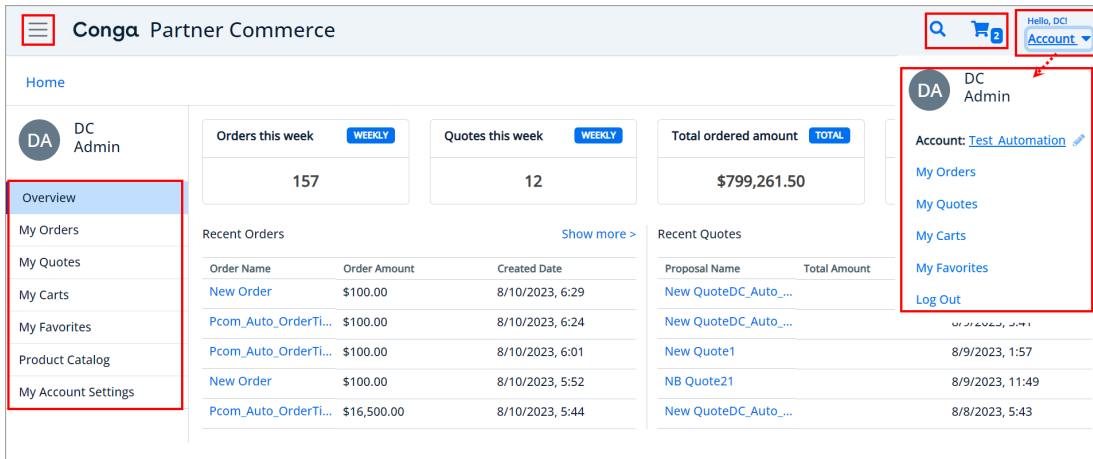 Conga Partner Commerce
2
Hello, DC!
Account
Home
DA
DC
Admin
Overview
My Orders
My Quotes
My Carts
My Favorites
Product Catalog
My Account Settings
Orders this week WEEKLY
157
Quotes this week WEEKLY
12
Total ordered amount TOTAL
$799,261.50
Recent Orders Show more >
Order Name Order Amount Created Date
New Order $100.00 8/10/2023, 6:29
Pcom_Auto_OrderTi... $100.00 8/10/2023, 6:24
Pcom_Auto_OrderTi... $100.00 8/10/2023, 6:01
New Order $100.00 8/10/2023, 5:52
Pcom_Auto_OrderTi... $16,500.00 8/10/2023, 5:44
Recent Quotes
Proposal Name Total Amount
New QuoteDC_Auto_...
New QuoteDC_Auto_...
New Quote1 8/9/2023, 1:57
NB Quote21 8/9/2023, 11:49
New QuoteDC_Auto_... 8/8/2023, 5:43
DA
DC
Admin
Account: Test_Automation
My Orders
My Quotes
My Carts
My Favorites
Log Out